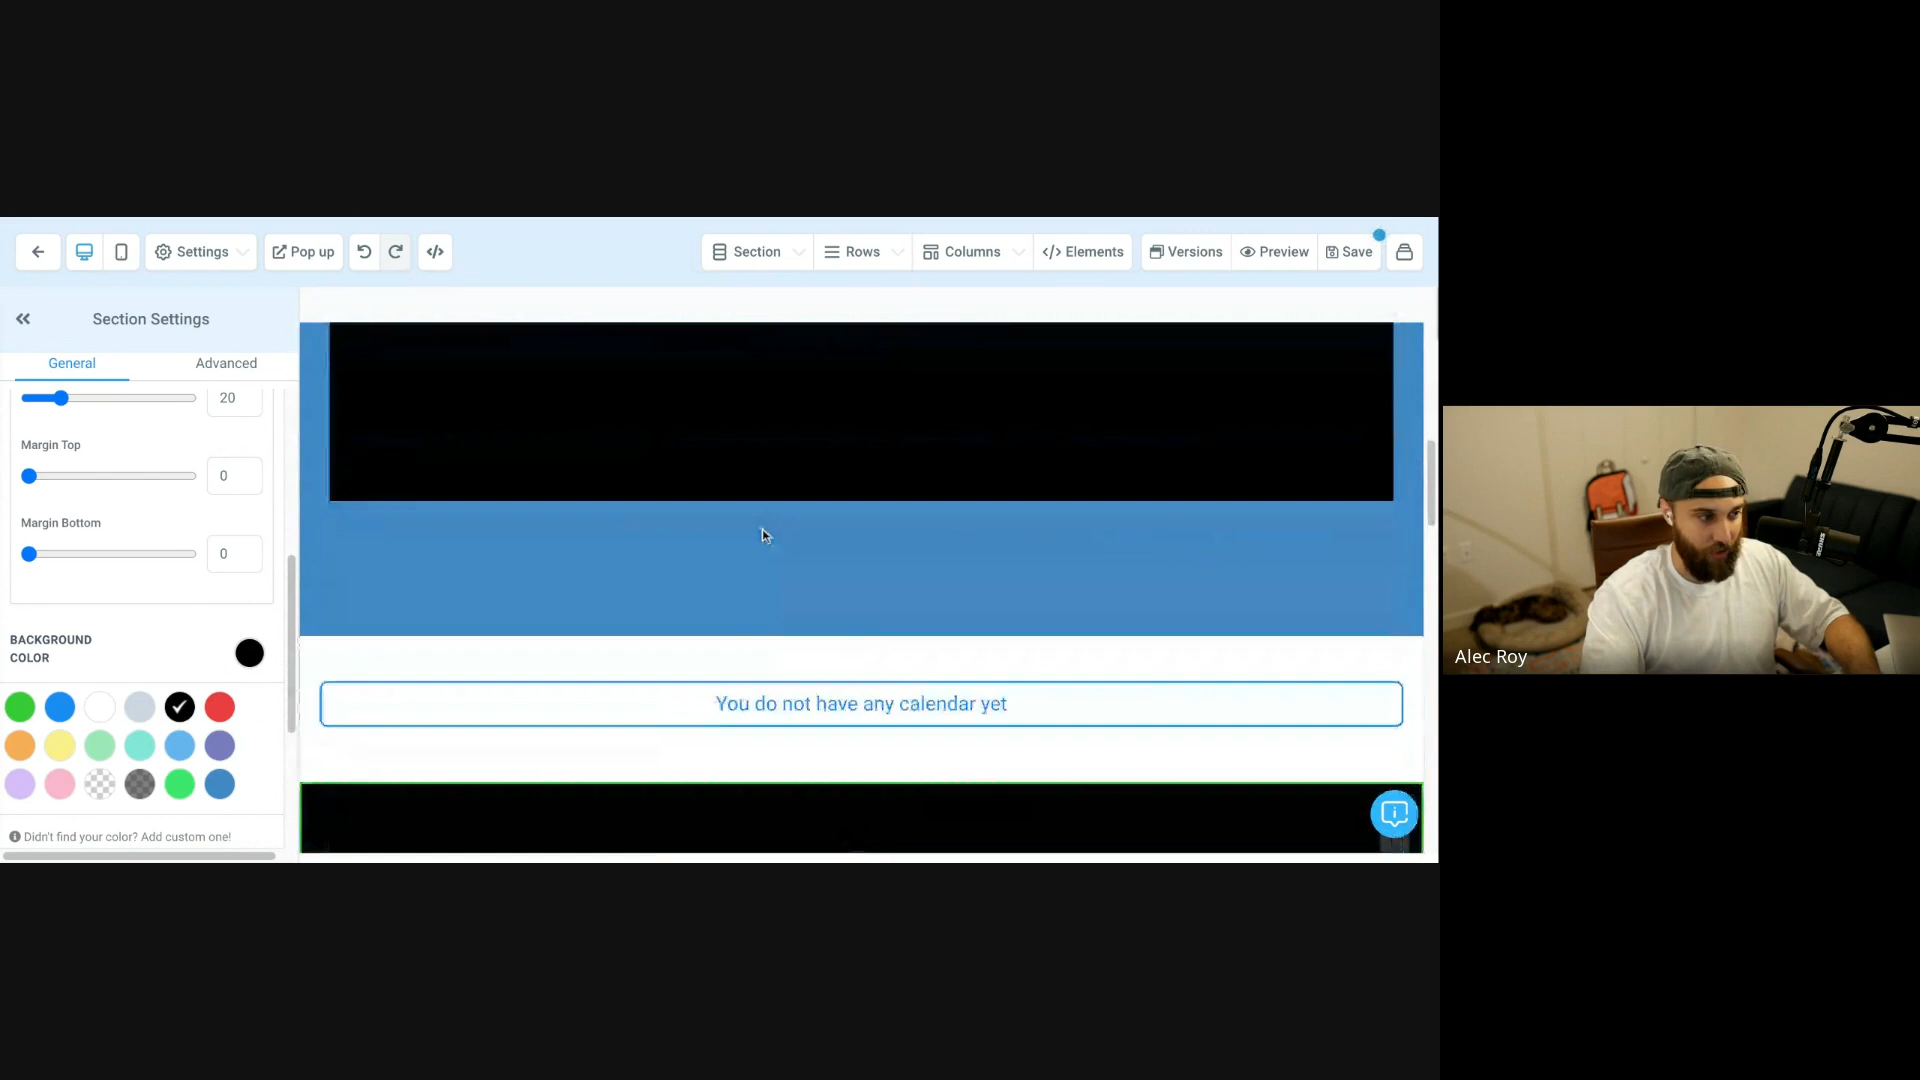 Settings
Pop up
Section
Rows
Columns
</> Elements
Versions
Preview
Save
Section Settings
General
Advanced
20
Margin Top
0
Margin Bottom
0
BACKGROUND
COLOR
Didn't find your color? Add custom one!
You do not have any calendar yet
Alec Roy
SHURE